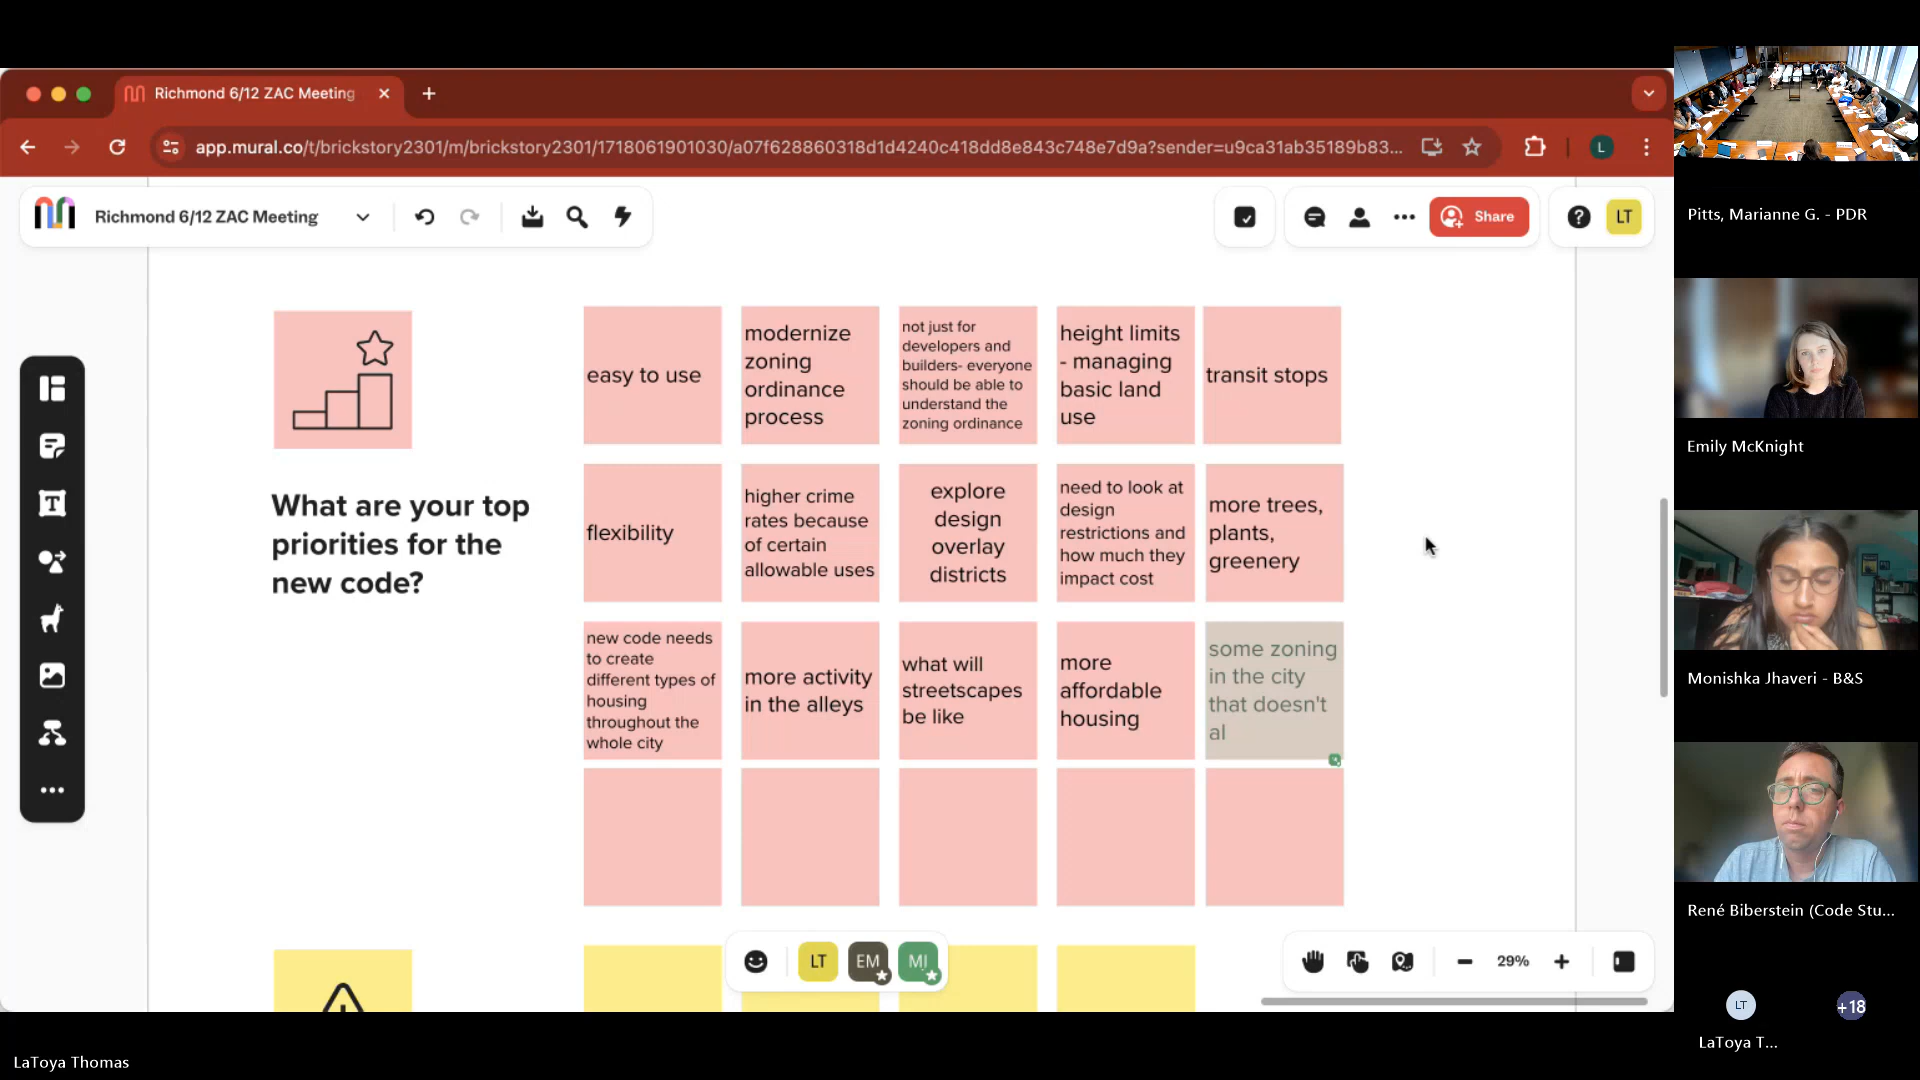 Richmond 6/12 ZAC Meeting
app.mural.co/t/brickstory2301/m/brickstory2301/1718061901030/a07f628860318d1d4240c418dd8e843c748e7d9a?sender=u9ca31ab35189b83...
L
Richmond 6/12 ZAC Meeting
Share
LT
What are your top
priorities for the
new code?
easy to use
modernize
zoning
ordinance
process
not just for
developers and
builders- everyone
should be able to
understand the
zoning ordinance
height limits
- managing
basic land
use
transit stops
flexibility
higher crime
rates because
of certain
allowable uses
explore
design
overlay
districts
need to look at
design
restrictions and
how much they
impact cost
more trees,
plants,
greenery
new code needs
to create
different types of
housing
throughout the
whole city
more activity
in the alleys
what will
streetscapes
be like
more
affordable
housing
some zoning
in the city
that doesn't
al
LT
EM
MJ
29%
Pitts, Marianne G. - PDR
Emily McKnight
Monishka Jhaveri - B&S
René Biberstein (Code Stu...
LT
+18
LaToya T...
LaToya Thomas